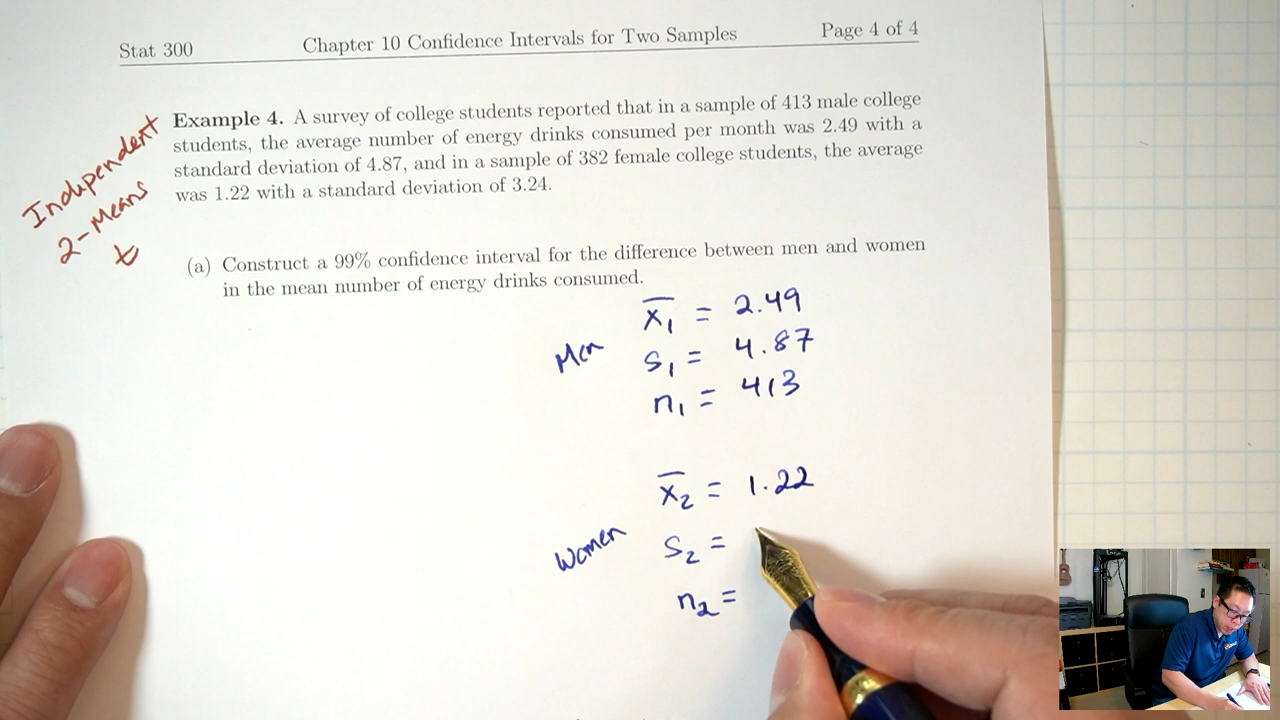 Stat 300 Chapter 10 Confidence Intervals for Two Samples Page 4 of 4
Independent
2-Means
t
Example 4. A survey of college students reported that in a sample of 413 male college
students, the average number of energy drinks consumed per month was 2.49 with a
standard deviation of 4.87, and in a sample of 382 female college students, the average
was 1.22 with a standard deviation of 3.24.
(a) Construct a 99% confidence interval for the difference between men and women
in the mean number of energy drinks consumed.
Men
x̄₁ = 2.49
s₁ = 4.87
n₁ = 413
Women
x̄₂ = 1.22
s₂ =
n₂ =